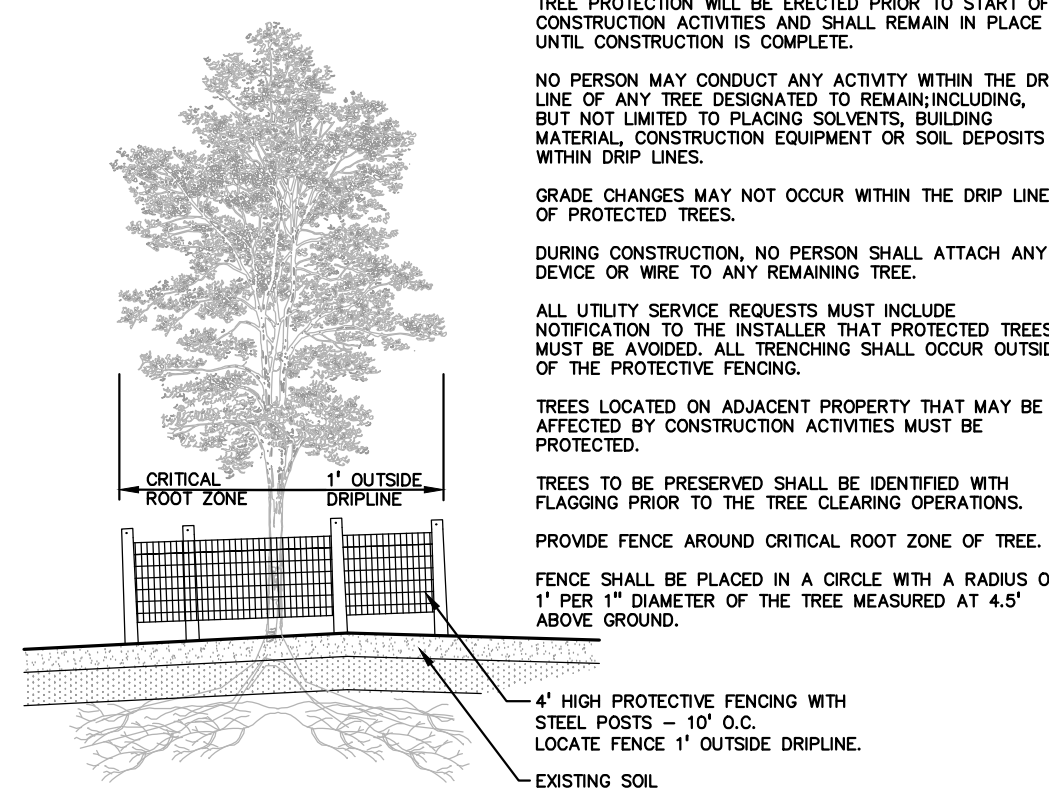 TREE PROTECTION WILL BE ERECTED PRIOR TO START OF
CONSTRUCTION ACTIVITIES AND SHALL REMAIN IN PLACE
UNTIL CONSTRUCTION IS COMPLETE.
NO PERSON MAY CONDUCT ANY ACTIVITY WITHIN THE DR
LINE OF ANY TREE DESIGNATED TO REMAIN; INCLUDING,
BUT NOT LIMITED TO PLACING SOLVENTS, BUILDING
MATERIAL, CONSTRUCTION EQUIPMENT OR SOIL DEPOSITS
WITHIN DRIP LINES.
GRADE CHANGES MAY NOT OCCUR WITHIN THE DRIP LINE
OF PROTECTED TREES.
DURING CONSTRUCTION, NO PERSON SHALL ATTACH ANY
DEVICE OR WIRE TO ANY REMAINING TREE.
ALL UTILITY SERVICE REQUESTS MUST INCLUDE
NOTIFICATION TO THE INSTALLER THAT PROTECTED TREES
MUST BE AVOIDED. ALL TRENCHING SHALL OCCUR OUTSID
OF THE PROTECTIVE FENCING.
TREES LOCATED ON ADJACENT PROPERTY THAT MAY BE
AFFECTED BY CONSTRUCTION ACTIVITIES MUST BE
PROTECTED.
TREES TO BE PRESERVED SHALL BE IDENTIFIED WITH
FLAGGING PRIOR TO THE TREE CLEARING OPERATIONS.
PROVIDE FENCE AROUND CRITICAL ROOT ZONE OF TREE.
FENCE SHALL BE PLACED IN A CIRCLE WITH A RADIUS O
1' PER 1" DIAMETER OF THE TREE MEASURED AT 4.5'
ABOVE GROUND.
CRITICAL
ROOT ZONE
1' OUTSIDE
DRIPLINE
4' HIGH PROTECTIVE FENCING WITH
STEEL POSTS – 10' O.C.
LOCATE FENCE 1' OUTSIDE DRIPLINE.
EXISTING SOIL